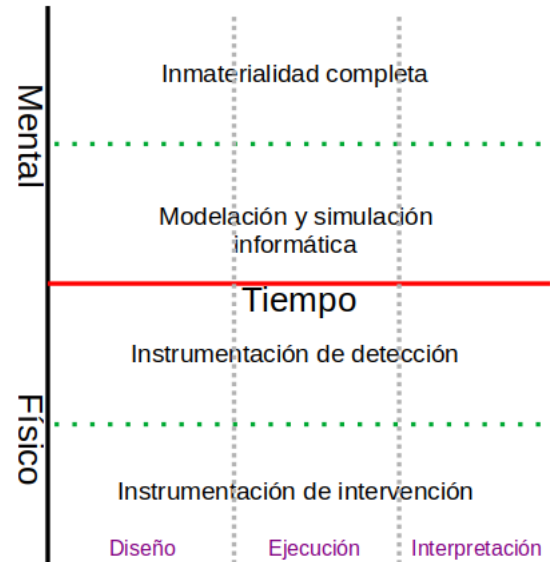 Mental
Inmaterialidad completa
Modelación y simulación
informática
Tiempo
Físico
Instrumentación de detección
Instrumentación de intervención
Diseño
Ejecución
Interpretación